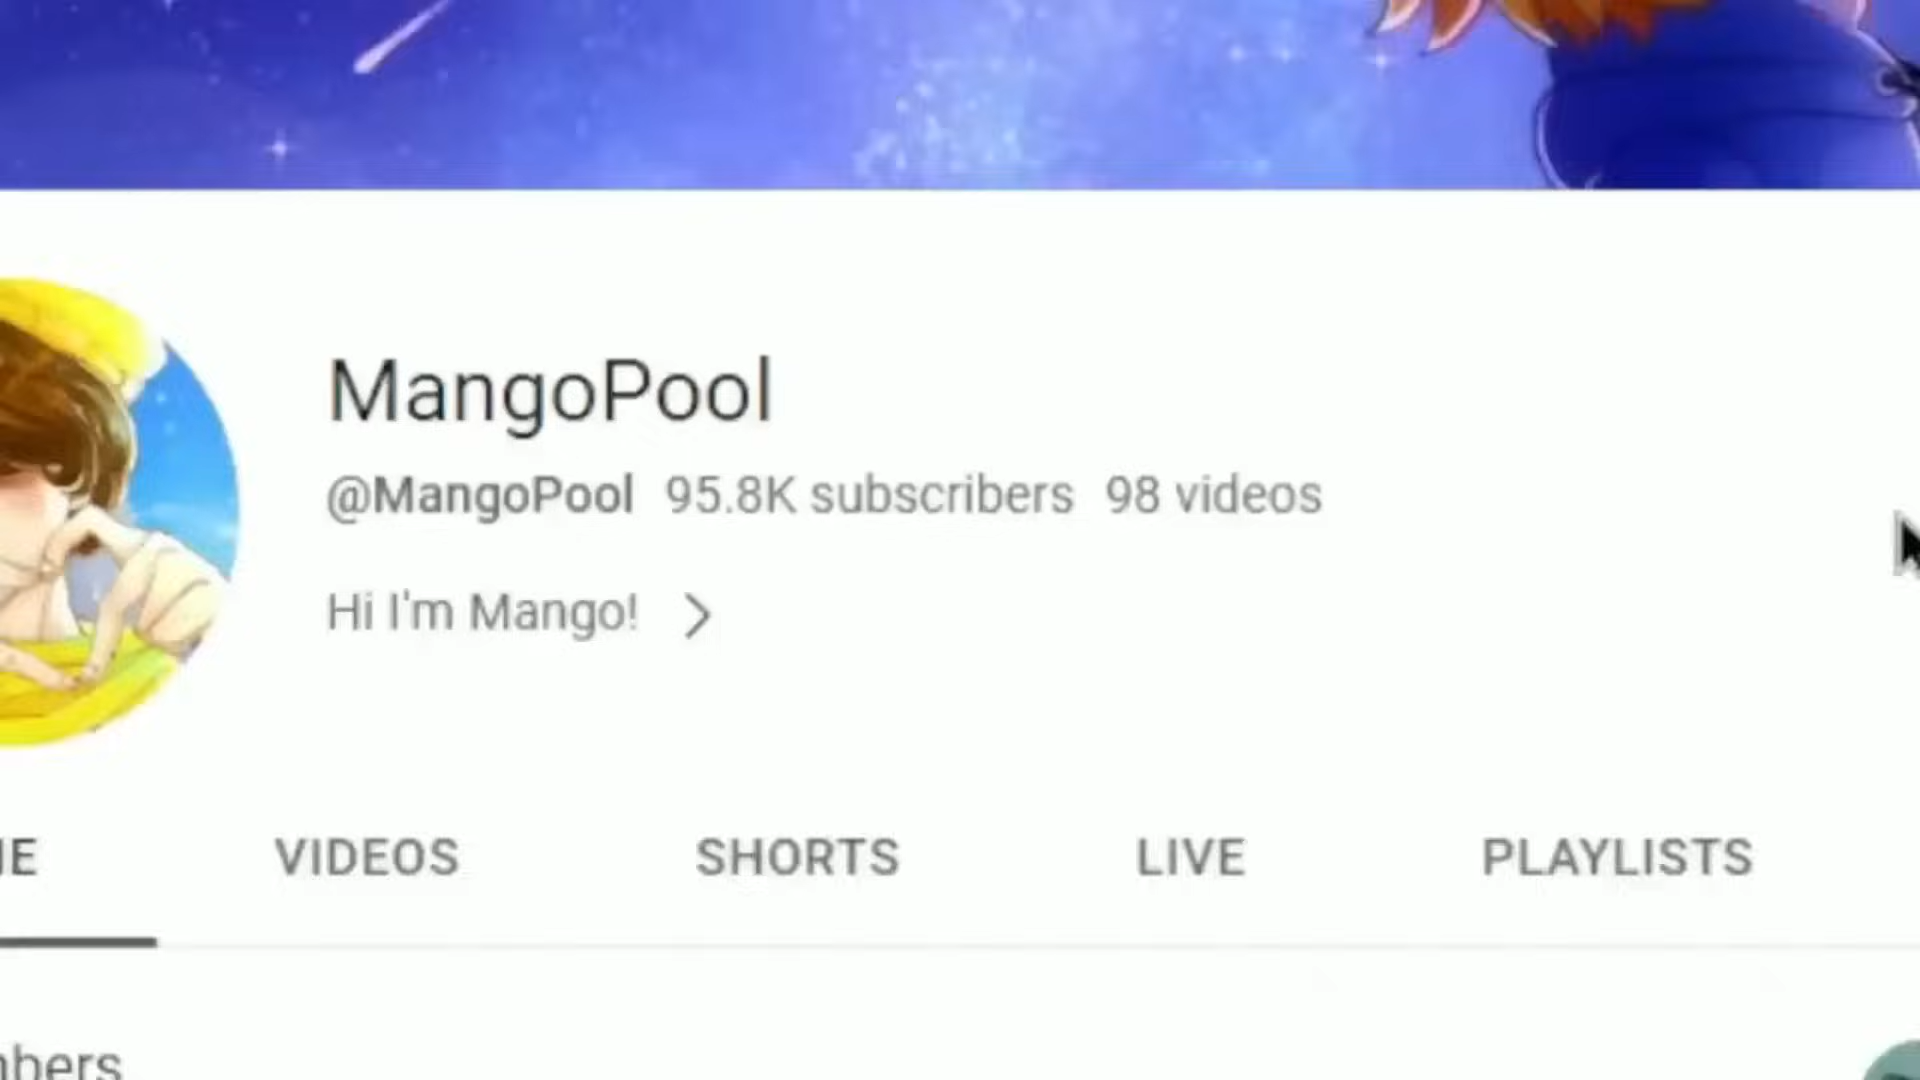 MangoPool
@MangoPool 95.8K subscribers 98 videos
Hi I'm Mango!
VIDEOS SHORTS LIVE PLAYLISTS